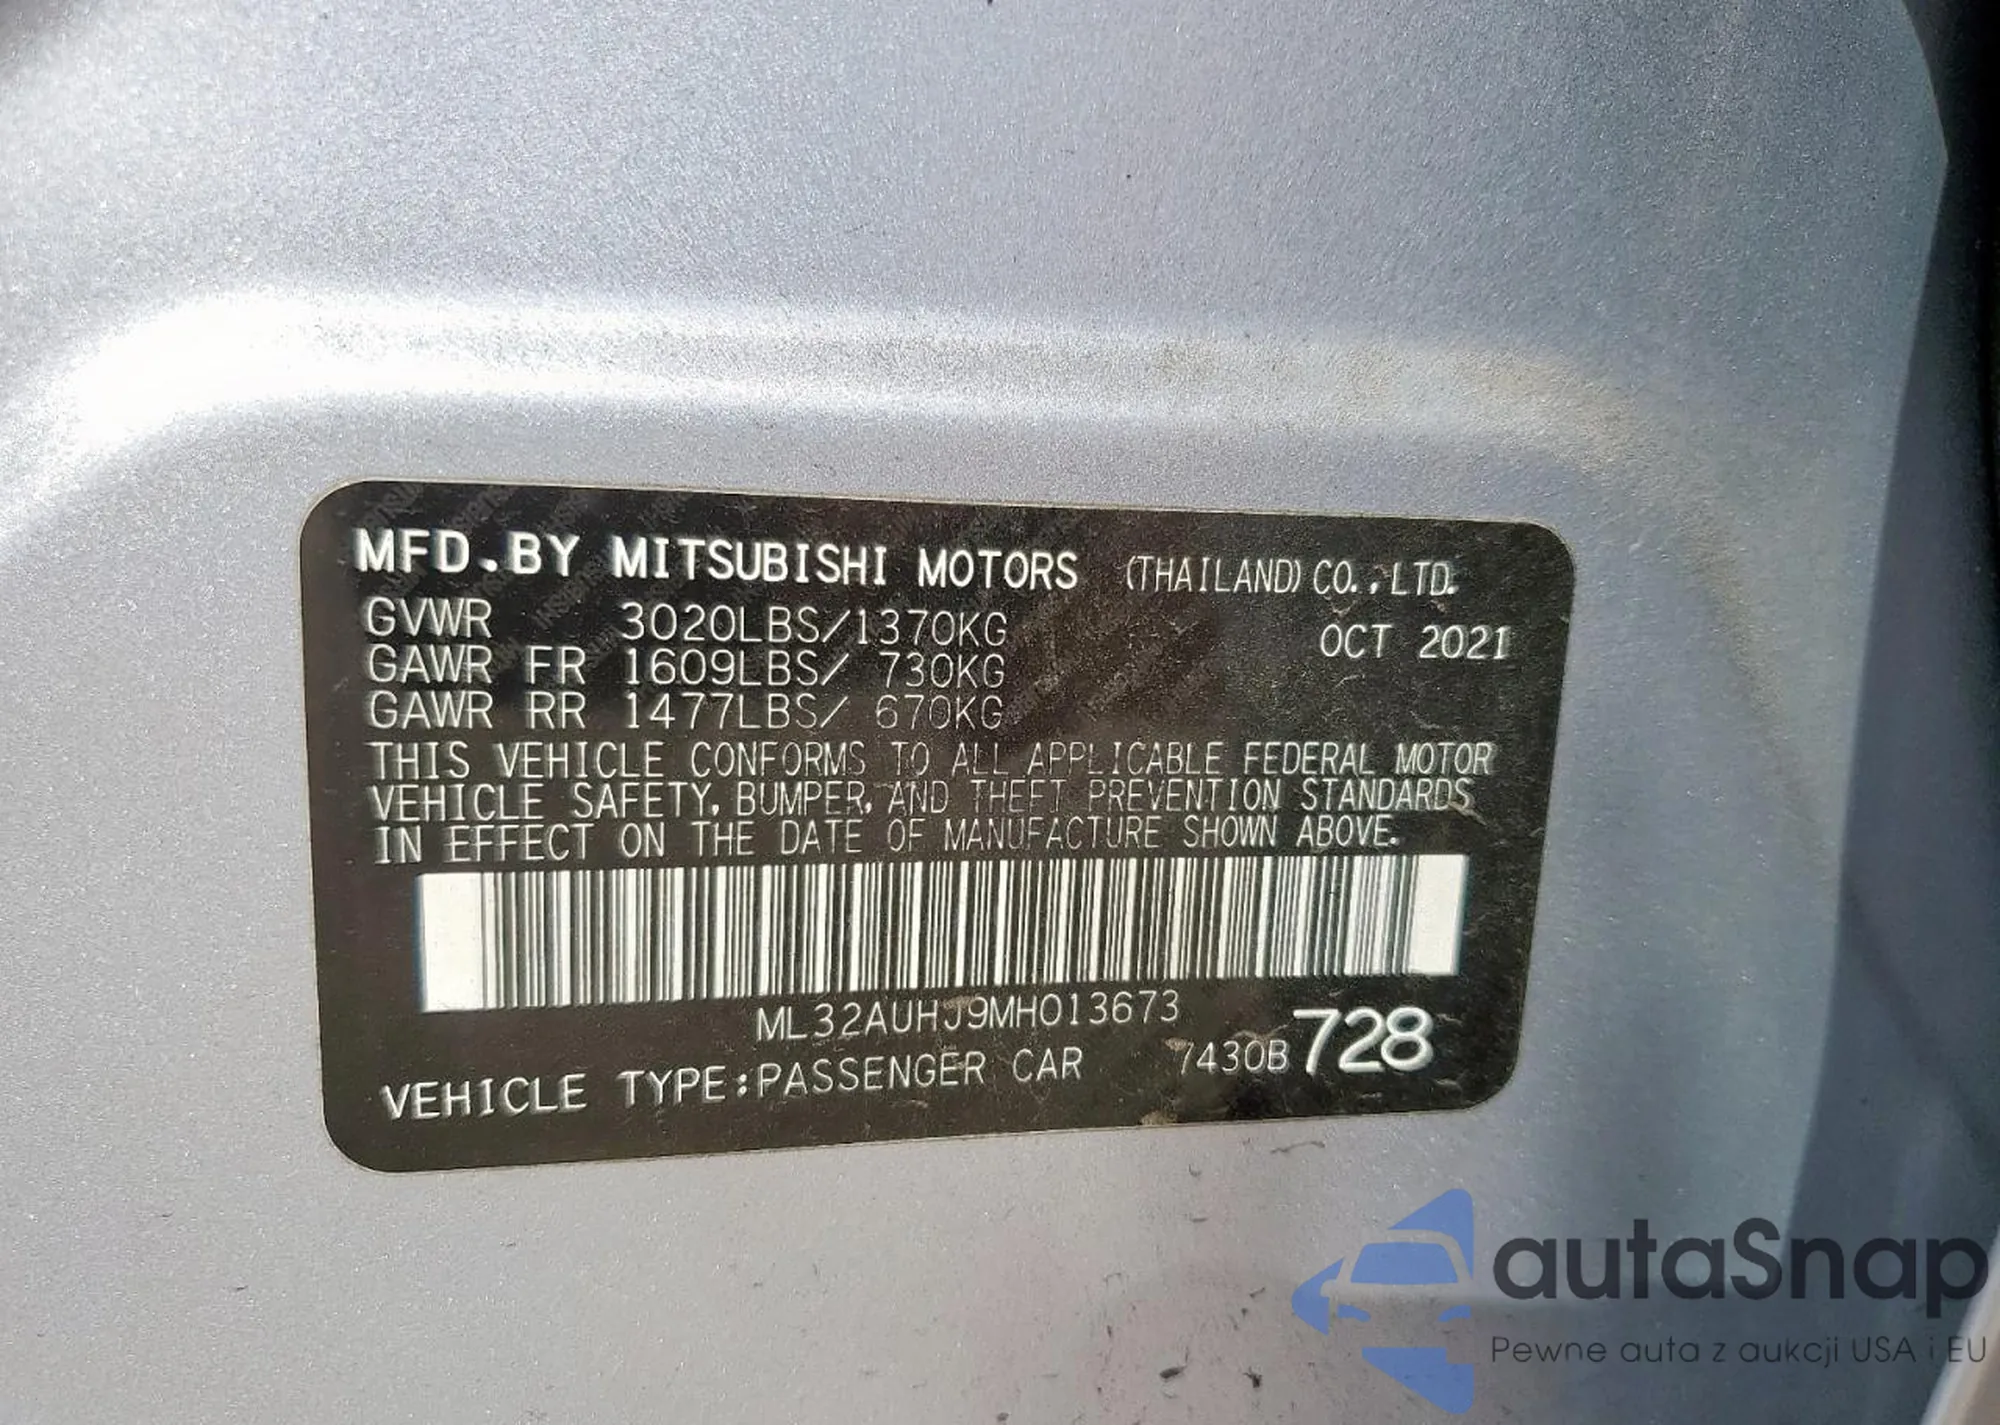 MFD.BY MITSUBISHI MOTORS (THAILAND) CO.,LTD.
GVWR 3020LBS/1370KG OCT 2021
GAWR FR 1609LBS/ 730KG
GAWR RR 1477LBS/ 670KG
THIS VEHICLE CONFORMS TO ALL APPLICABLE FEDERAL MOTOR
VEHICLE SAFETY, BUMPER, AND THEFT PREVENTION STANDARDS
IN EFFECT ON THE DATE OF MANUFACTURE SHOWN ABOVE.
ML32AUHJ9MH013673
VEHICLE TYPE:PASSENGER CAR 7430B 728
autaSnap
Pewne auta z aukcji USA i EU